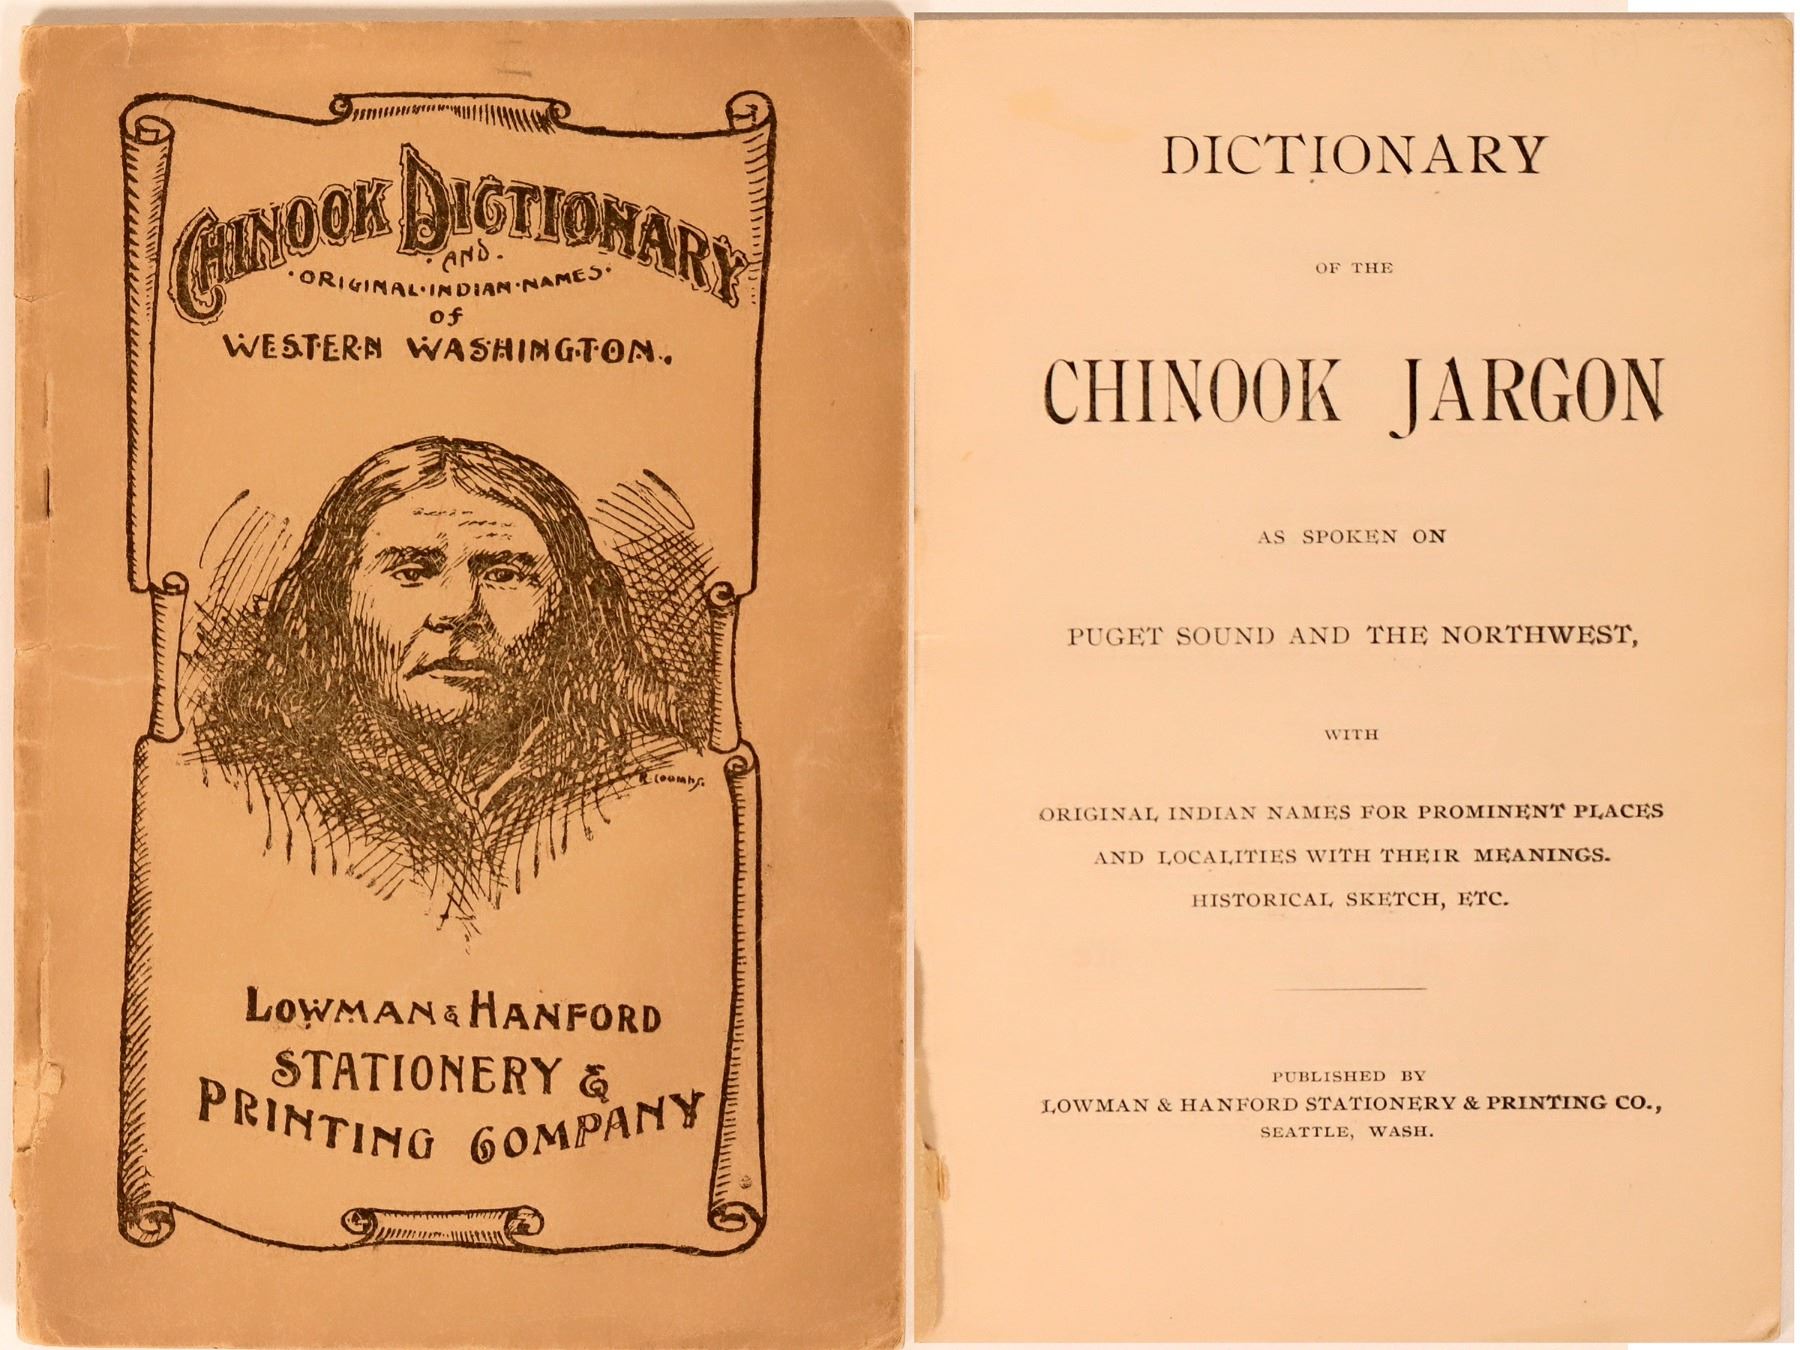 CHINOOK DICTIONARY
·AND·
·ORIGINAL·INDIAN·NAMES·
of
WESTERN WASHINGTON.
R. Coombs.
LOWMAN & HANFORD
STATIONERY &
PRINTING COMPANY
DICTIONARY
OF THE
CHINOOK JARGON
AS SPOKEN ON
PUGET SOUND AND THE NORTHWEST,
WITH
ORIGINAL INDIAN NAMES FOR PROMINENT PLACES
AND LOCALITIES WITH THEIR MEANINGS.
HISTORICAL SKETCH, ETC.
PUBLISHED BY
LOWMAN & HANFORD STATIONERY & PRINTING CO.,
SEATTLE, WASH.